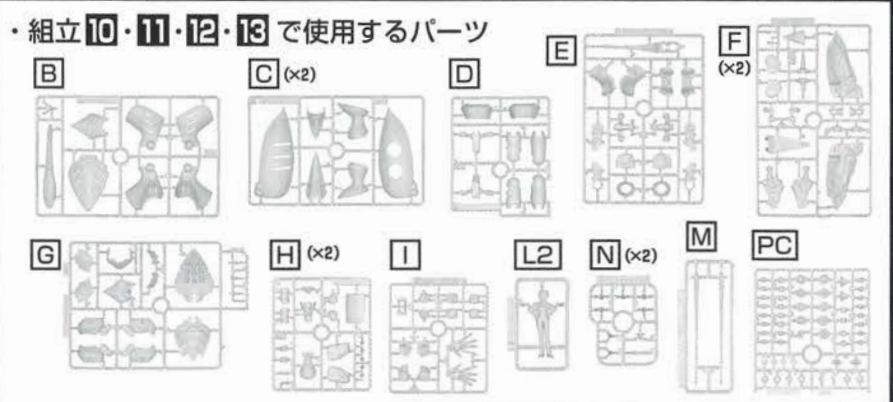 ・組立10・11・12・13で使用するパーツ
B
C (×2)
D
E
F
(×2)
G
H (×2)
I
L2
N (×2)
M
PC